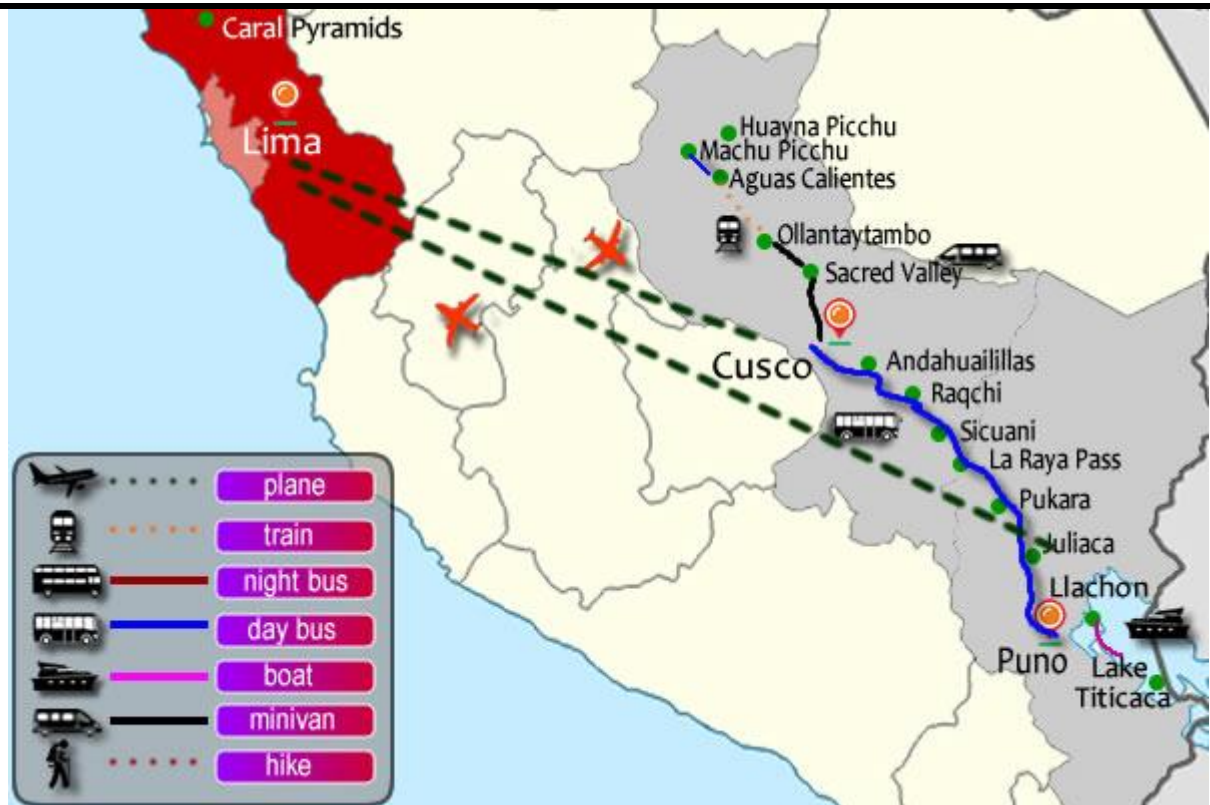 Caral Pyramids
Lima
Huayna Picchu
Machu Picchu
Aguas Calientes
Ollantaytambo
Sacred Valley
Cusco
Andahuailillas
Raqchi
Sicuani
La Raya Pass
Pukara
Juliaca
Llachon
Puno
Lake
Titicaca
plane
train
night bus
day bus
boat
minivan
hike